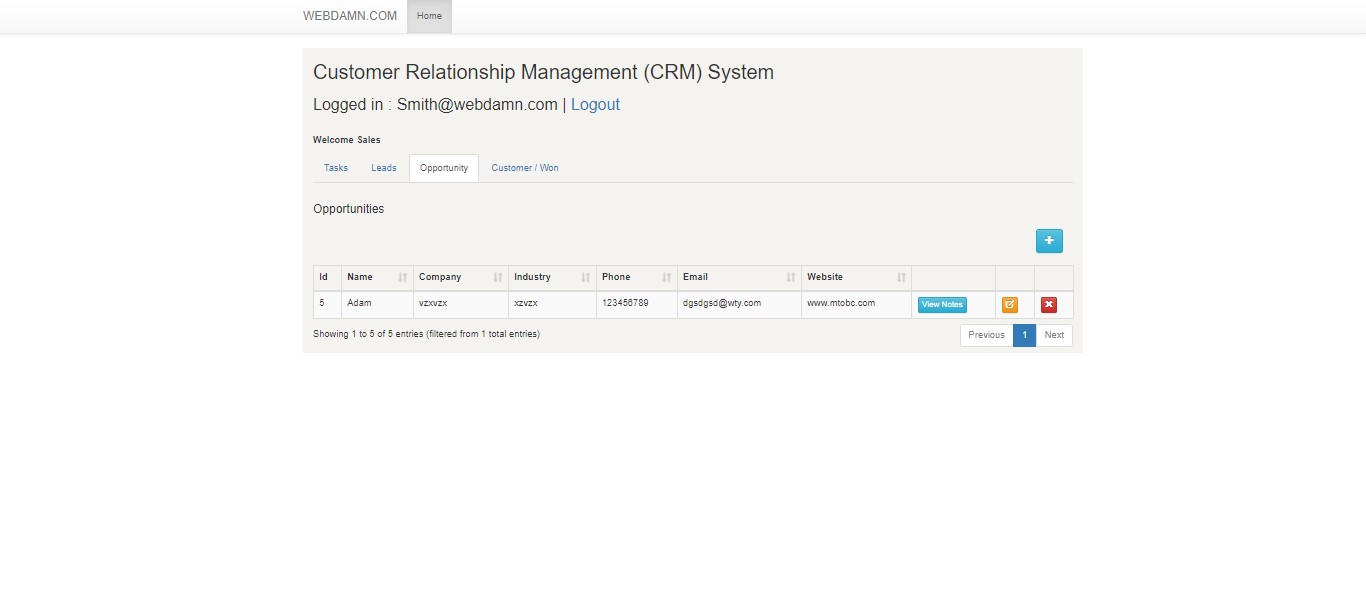 WEBDAMN.COM Home
Customer Relationship Management (CRM) System
Logged in : Smith@webdamn.com | Logout
Welcome Sales
Tasks Leads Opportunity Customer / Won
Opportunities
+
Id Name Company Industry Phone Email Website
5 Adam vzxvzx xzvzx 123456789 dgsdgsd@wty.com www.mtobc.com View Notes
Showing 1 to 5 of 5 entries (filtered from 1 total entries) Previous 1 Next